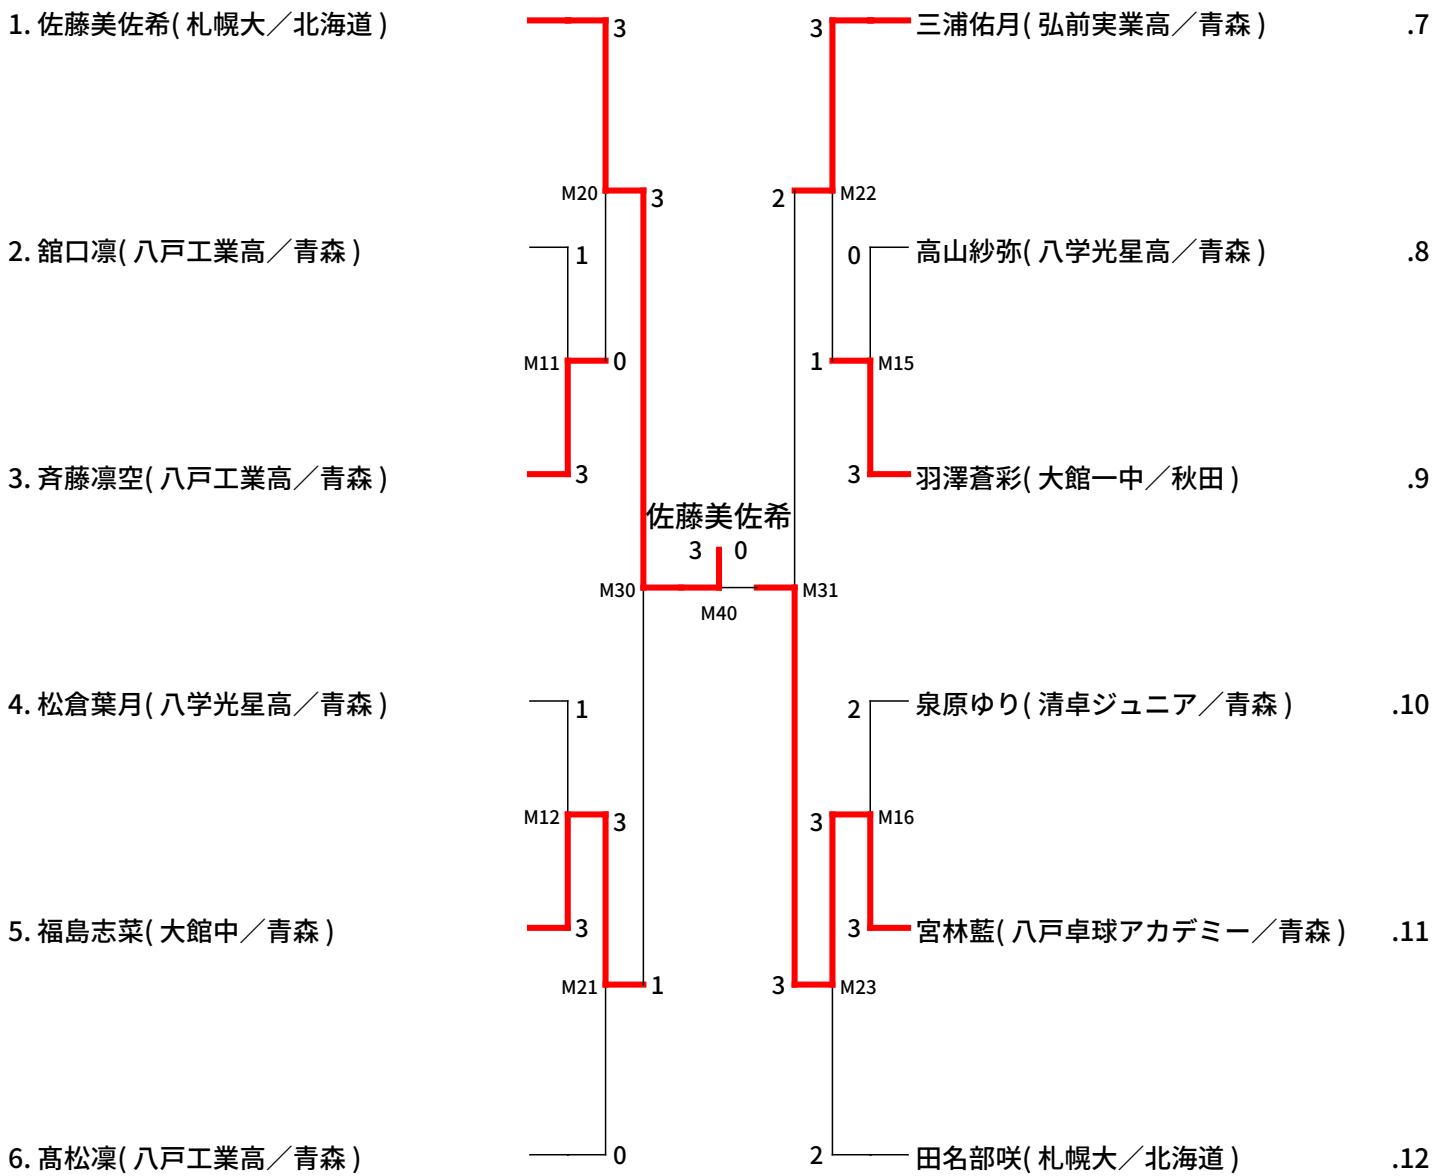 1. 佐藤美佐希( 札幌大／北海道 )
3
3
三浦佑月( 弘前実業高／青森 )
.7
M20
3
2
M22
2. 舘口凛( 八戸工業高／青森 )
1
0
高山紗弥( 八学光星高／青森 )
.8
M11
0
1
M15
3. 斉藤凛空( 八戸工業高／青森 )
3
3
羽澤蒼彩( 大館一中／秋田 )
.9
佐藤美佐希
3
0
M30
M31
M40
4. 松倉葉月( 八学光星高／青森 )
1
2
泉原ゆり( 清卓ジュニア／青森 )
.10
M12
3
3
M16
5. 福島志菜( 大館中／青森 )
3
3
宮林藍( 八戸卓球アカデミー／青森 )
.11
M21
1
3
M23
6. 髙松凜( 八戸工業高／青森 )
0
2
田名部咲( 札幌大／北海道 )
.12